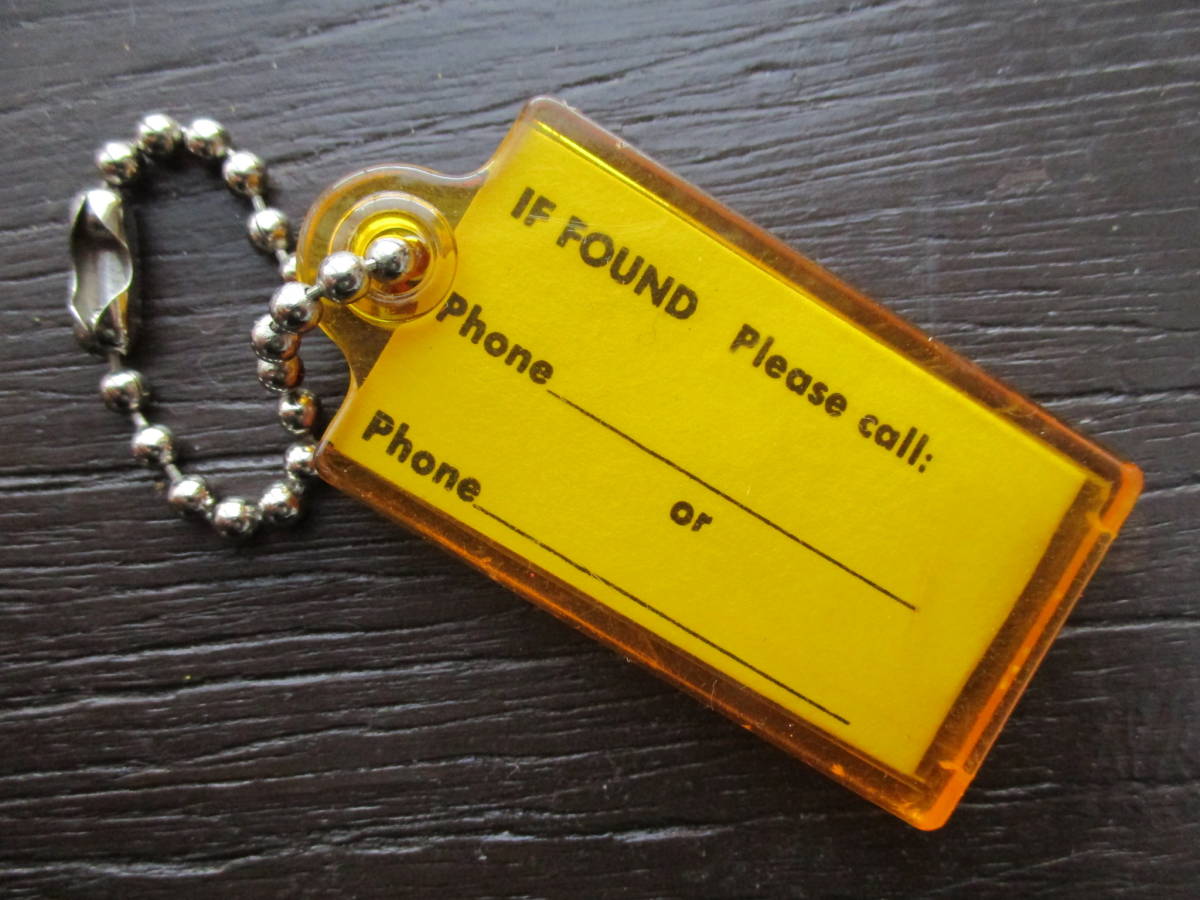 IF FOUND Please call:
Phone
or
Phone